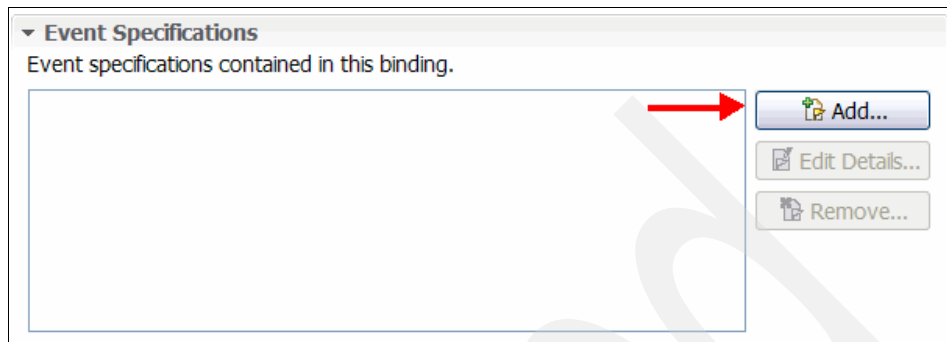 Event Specifications
Event specifications contained in this binding.
Add...
Edit Details...
Remove...